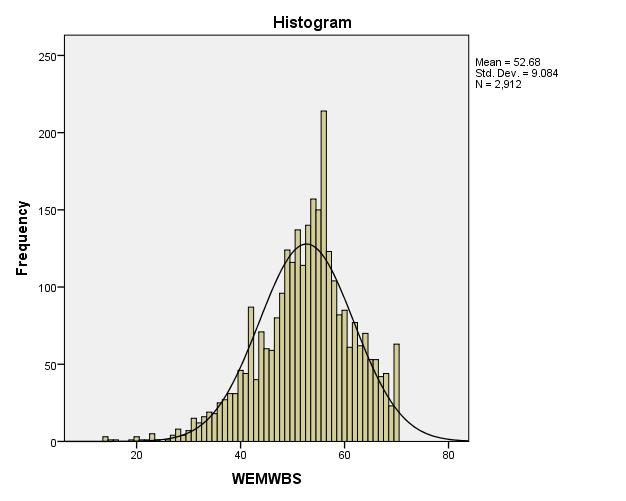 Histogram
Mean = 52.68
Std. Dev. = 9.084
N = 2,912
250
200
150
100
50
0
Frequency
20
40
60
80
WEMWBS